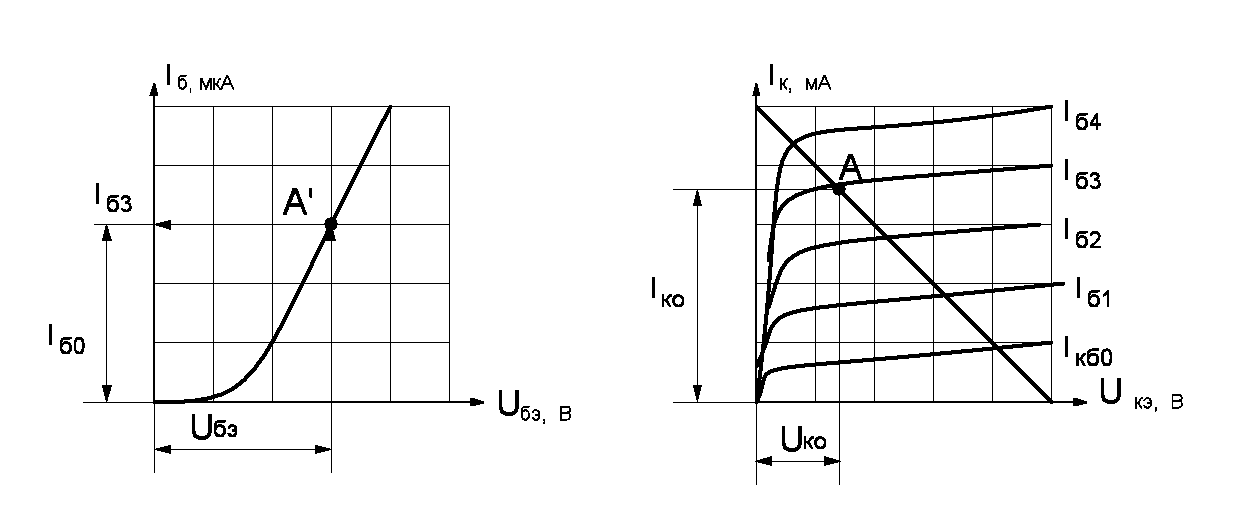 I б, мкА
I б3
A'
I б0
U бэ, В
Uбэ
I к, мА
I б4
A
I б3
I б2
I ко
I б1
I кб0
U кэ, В
Uко